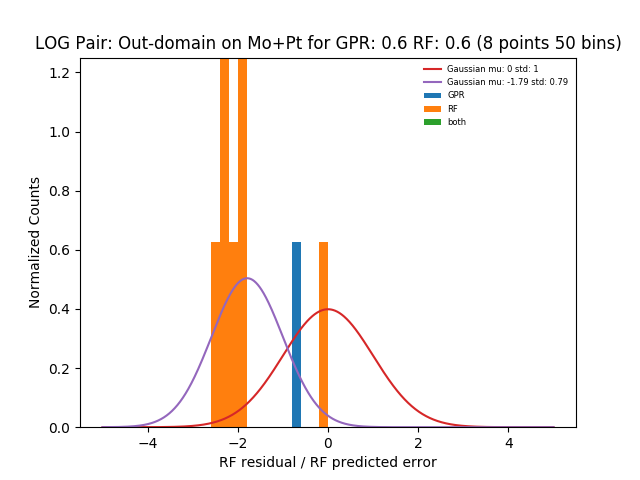 LOG Pair: Out-domain on Mo+Pt for GPR: 0.6 RF: 0.6 (8 points 50 bins)
Gaussian mu: 0 std: 1
Gaussian mu: -1.79 std: 0.79
GPR
RF
both
1.2
1.0
0.8
0.6
0.4
0.2
0.0
Normalized Counts
−4 −2 0 2 4
RF residual / RF predicted error